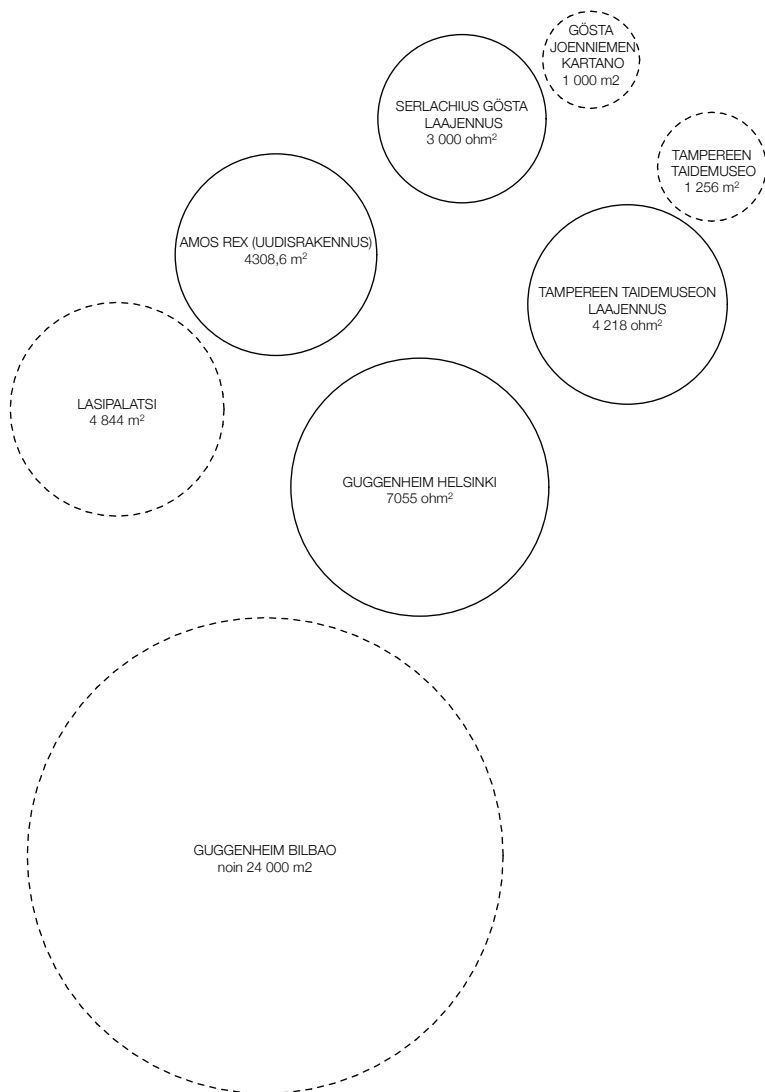 GÖSTA
JOENNIEMEN
KARTANO
1 000 m2
SERLACHIUS GÖSTA
LAAJENNUS
3 000 ohm²
TAMPEREEN
TAIDEMUSEO
1 256 m²
AMOS REX (UUDISRAKENNUS)
4308,6 m²
TAMPEREEN TAIDEMUSEON
LAAJENNUS
4 218 ohm²
LASIPALATSI
4 844 m²
GUGGENHEIM HELSINKI
7055 ohm²
GUGGENHEIM BILBAO
noin 24 000 m2